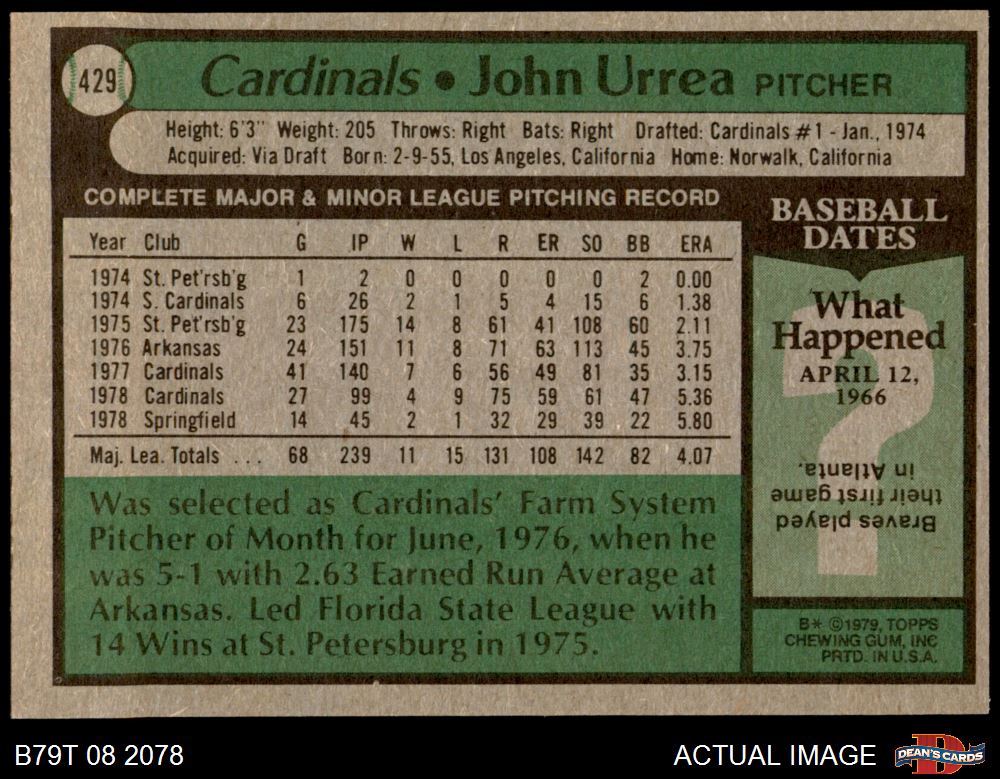 429
Cardinals • John Urrea PITCHER
Height: 6'3" Weight: 205 Throws: Right Bats: Right Drafted: Cardinals #1 - Jan., 1974
Acquired: Via Draft Born: 2-9-55, Los Angeles, California Home: Norwalk, California
COMPLETE MAJOR & MINOR LEAGUE PITCHING RECORD
Year Club G IP W L R ER SO BB ERA
1974 St. Pet'rsb'g 1 2 0 0 0 0 0 2 0.00
1974 S. Cardinals 6 26 2 1 5 4 15 6 1.38
1975 St. Pet'rsb'g 23 175 14 8 61 41 108 60 2.11
1976 Arkansas 24 151 11 8 71 63 113 45 3.75
1977 Cardinals 41 140 7 6 56 49 81 35 3.15
1978 Cardinals 27 99 4 9 75 59 61 47 5.36
1978 Springfield 14 45 2 1 32 29 39 22 5.80
Maj. Lea. Totals ... 68 239 11 15 131 108 142 82 4.07
Was selected as Cardinals' Farm System
Pitcher of Month for June, 1976, when he
was 5-1 with 2.63 Earned Run Average at
Arkansas. Led Florida State League with
14 Wins at St. Petersburg in 1975.
BASEBALL
DATES
What
Happened
APRIL 12,
1966
Braves played
their first game
in Atlanta.
B* ©1979, TOPPS
CHEWING GUM, INC
PRTD. IN U.S.A.
B79T 08 2078
ACTUAL IMAGE
DEAN'S CARDS